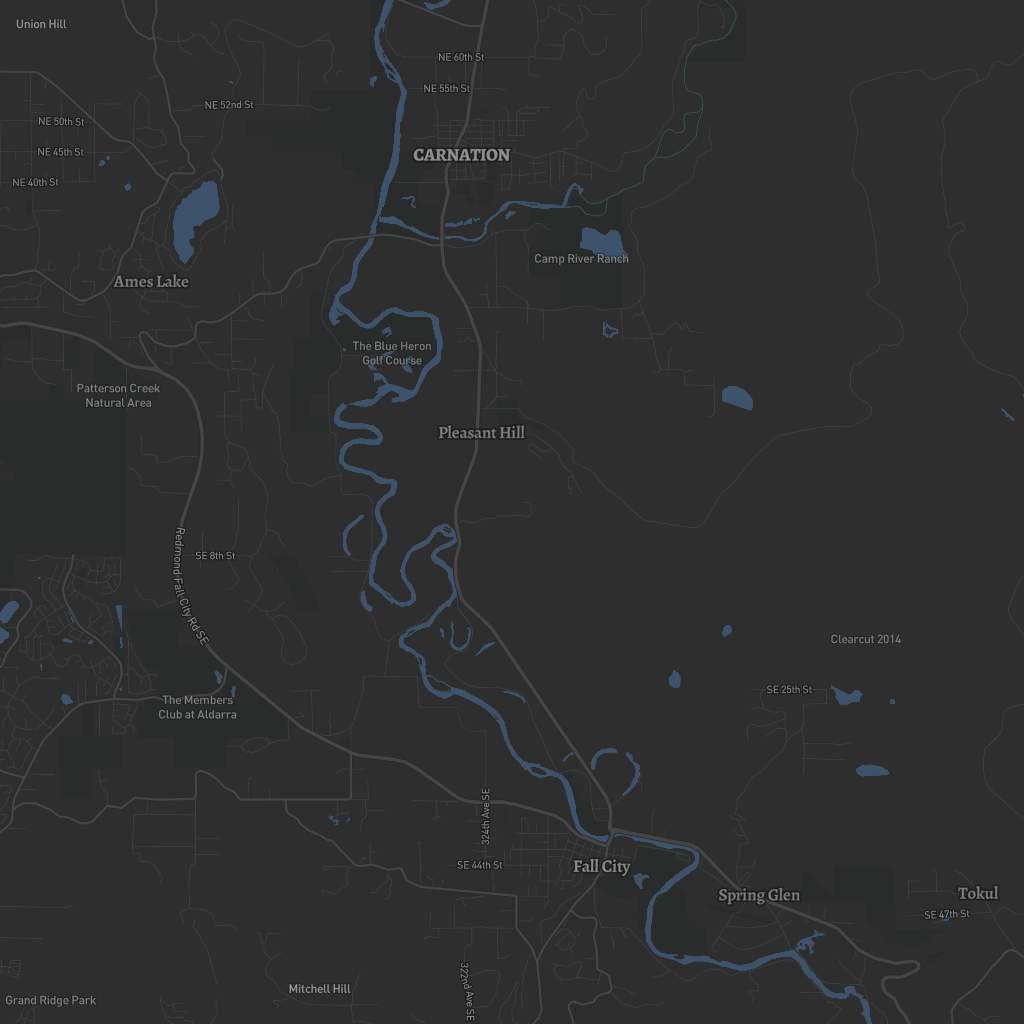 Union Hill
NE 60th St
NE 55th St
NE 52nd St
NE 50th St
NE 45th St
CARNATION
NE 40th St
Camp River Ranch
Ames Lake
The Blue Heron
Golf Course
Patterson Creek
Natural Area
Pleasant Hill
Redmond Fall City Rd SE
SE 8th St
Clearcut 2014
SE 25th St
The Members
Club at Aldarra
324th Ave SE
SE 44th St
Fall City
Spring Glen
Tokul
SE 47th St
322nd Ave SE
Mitchell Hill
Grand Ridge Park